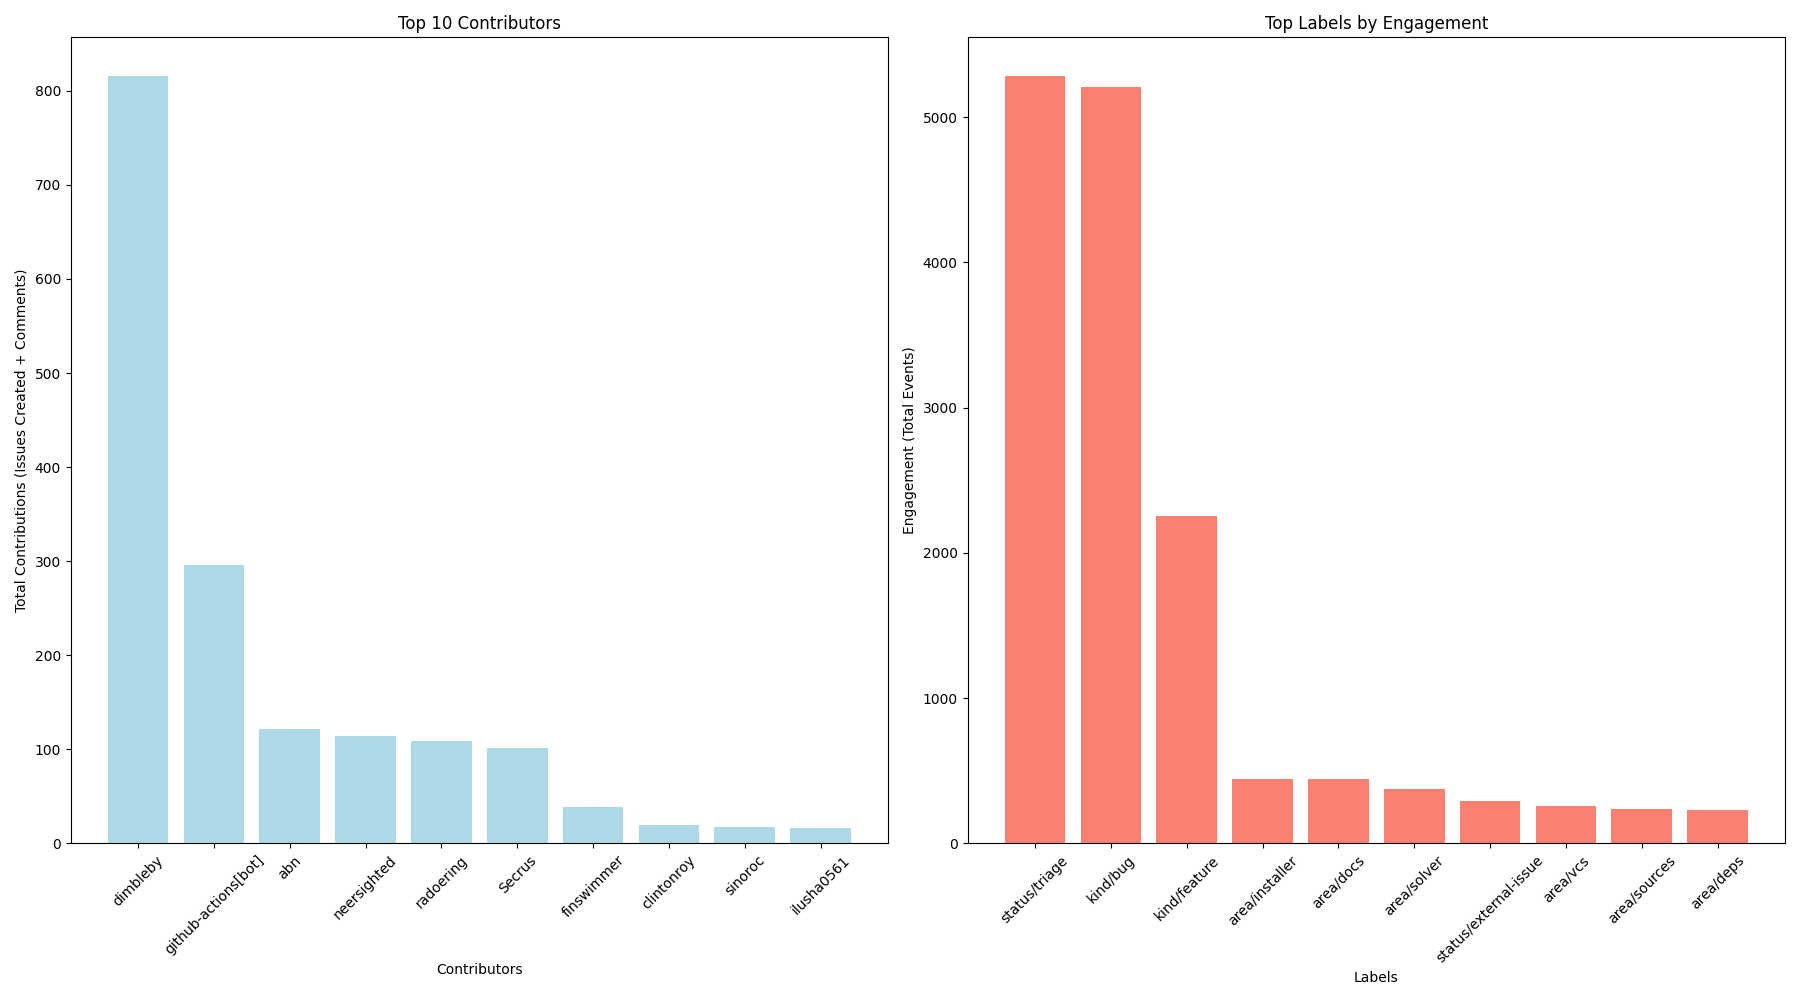 Top 10 Contributors
Total Contributions (Issues Created + Comments)
800
700
600
500
400
300
200
100
0
dimbleby
github-actions[bot]
abn
neersighted
radoering
Secrus
finswimmer
clintonroy
sinoroc
ilusha0561
Contributors
Top Labels by Engagement
Engagement (Total Events)
5000
4000
3000
2000
1000
0
status/triage
kind/bug
kind/feature
area/installer
area/docs
area/solver
status/external-issue
area/vcs
area/sources
area/deps
Labels